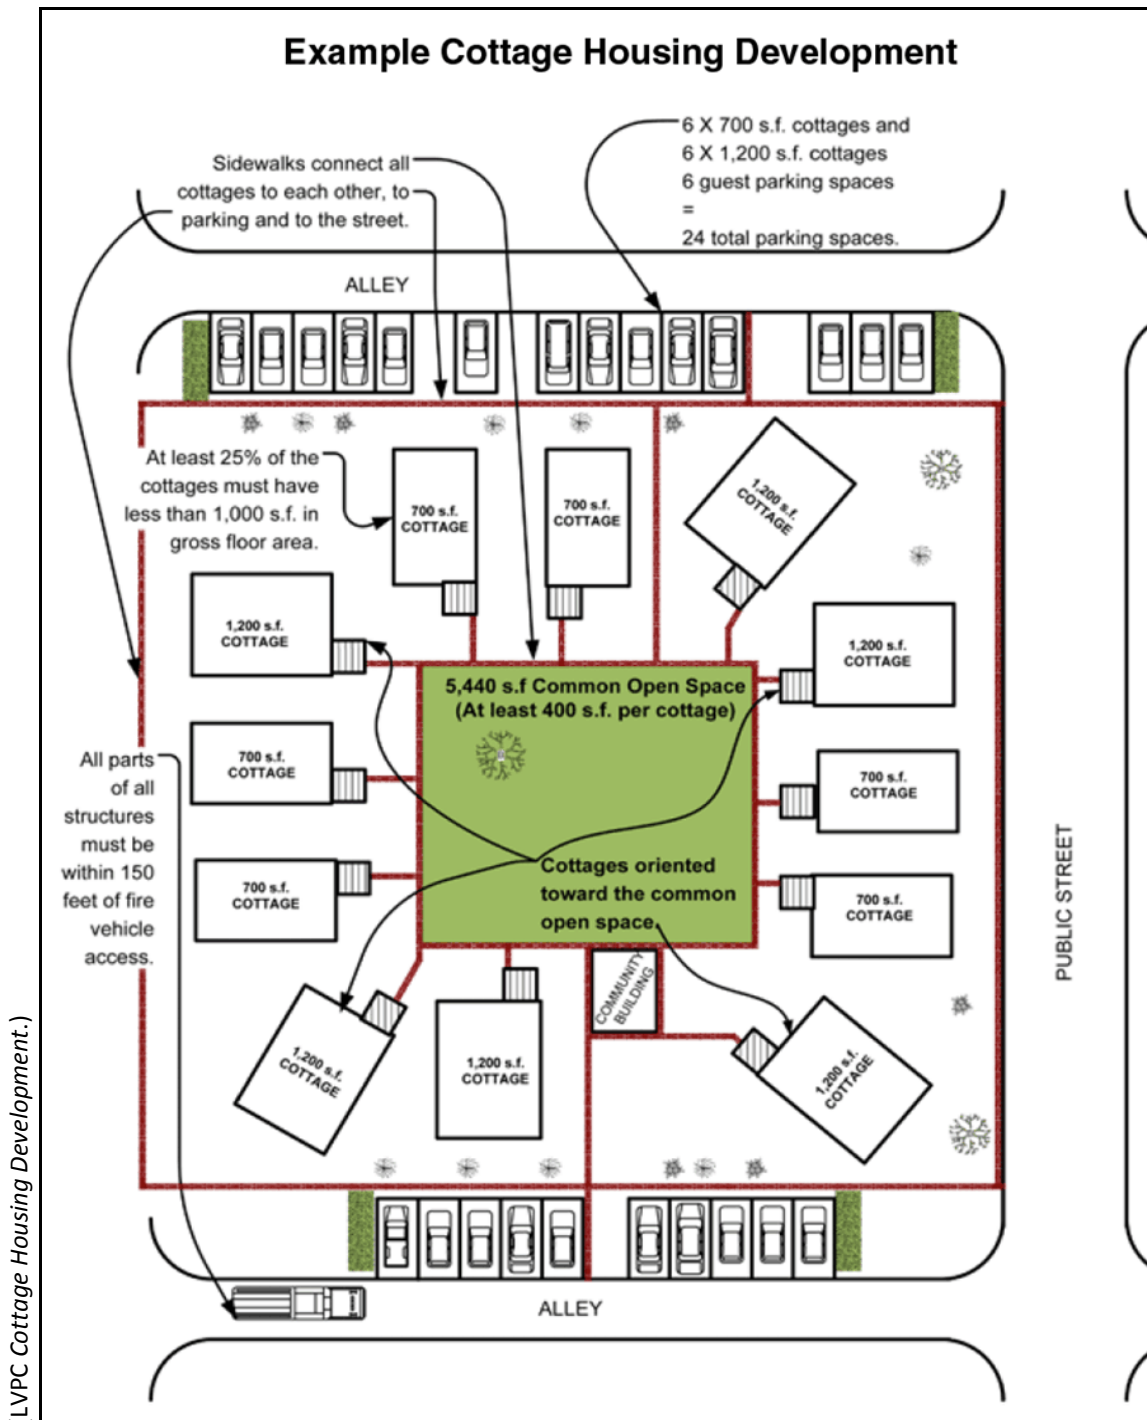 Example Cottage Housing Development
6 X 700 s.f. cottages and
6 X 1,200 s.f. cottages
6 guest parking spaces
=
24 total parking spaces.
Sidewalks connect all
cottages to each other, to
parking and to the street.
ALLEY
At least 25% of the
cottages must have
less than 1,000 s.f. in
gross floor area.
700 s.f.
COTTAGE
700 s.f.
COTTAGE
1,200 s.f.
COTTAGE
1,200 s.f.
COTTAGE
1,200 s.f.
COTTAGE
5,440 s.f Common Open Space
(At least 400 s.f. per cottage)
700 s.f.
COTTAGE
700 s.f.
COTTAGE
All parts
of all
structures
must be
within 150
feet of fire
vehicle
access.
Cottages oriented
toward the common
open space.
700 s.f.
COTTAGE
700 s.f.
COTTAGE
PUBLIC STREET
COMMUNITY
BUILDING
1,200 s.f.
COTTAGE
1,200 s.f.
COTTAGE
1,200 s.f.
COTTAGE
ALLEY
LVPC Cottage Housing Development.)